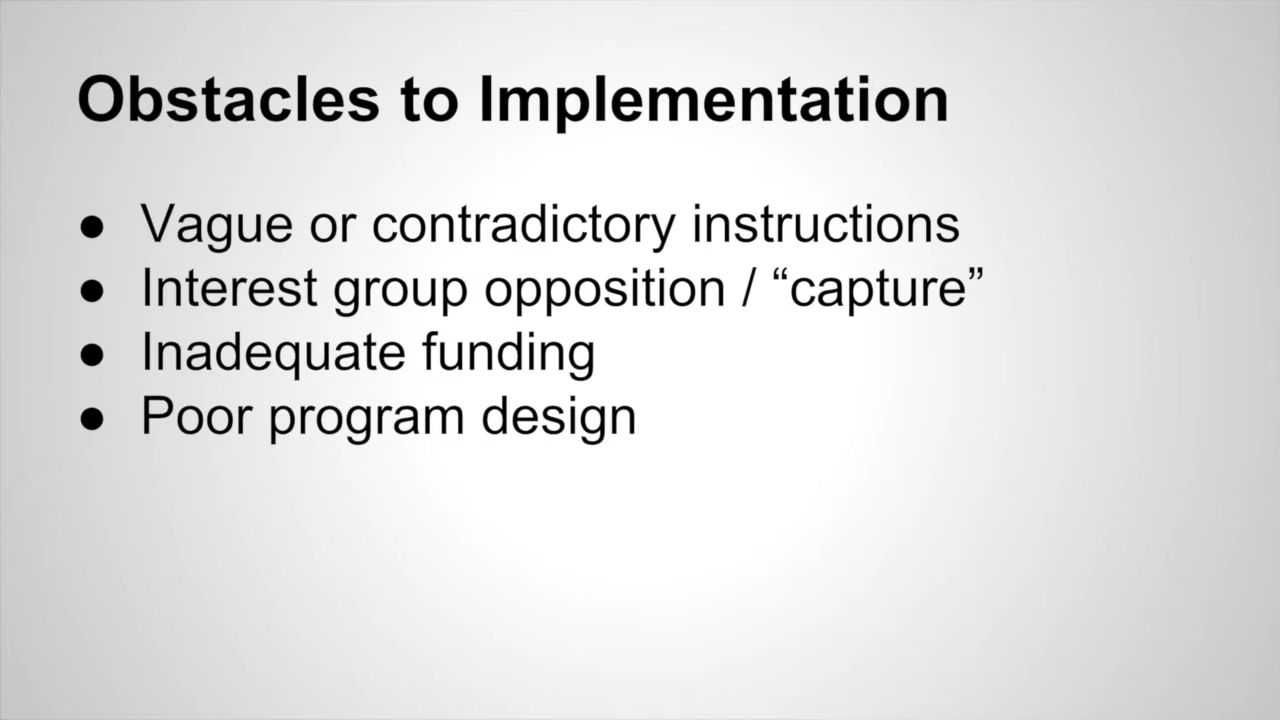 Obstacles to Implementation
● Vague or contradictory instructions
● Interest group opposition / “capture”
● Inadequate funding
● Poor program design